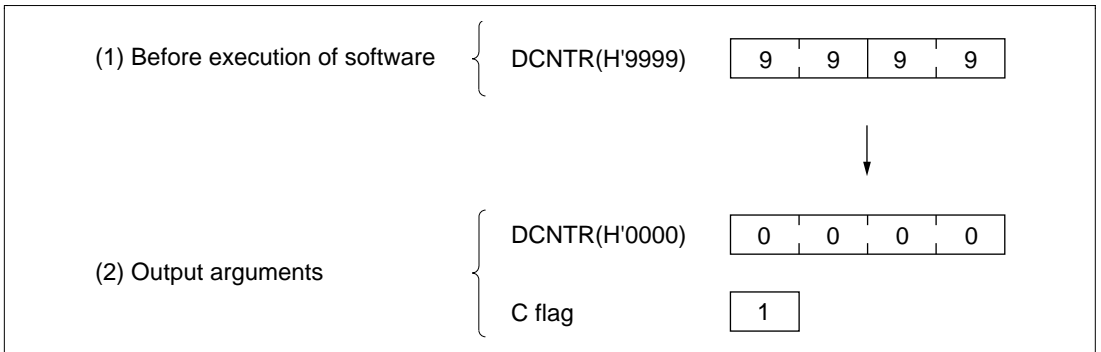 (1) Before execution of software DCNTR(H'9999) 9 9 9 9
DCNTR(H'0000) 0 0 0 0
(2) Output arguments
C flag 1